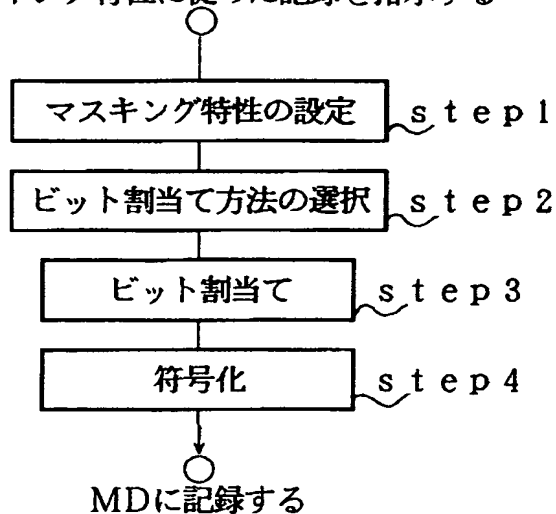 マスキング特性の設定 step1
ビット割当て方法の選択 step2
ビット割当て step3
符号化 step4
MDに記録する